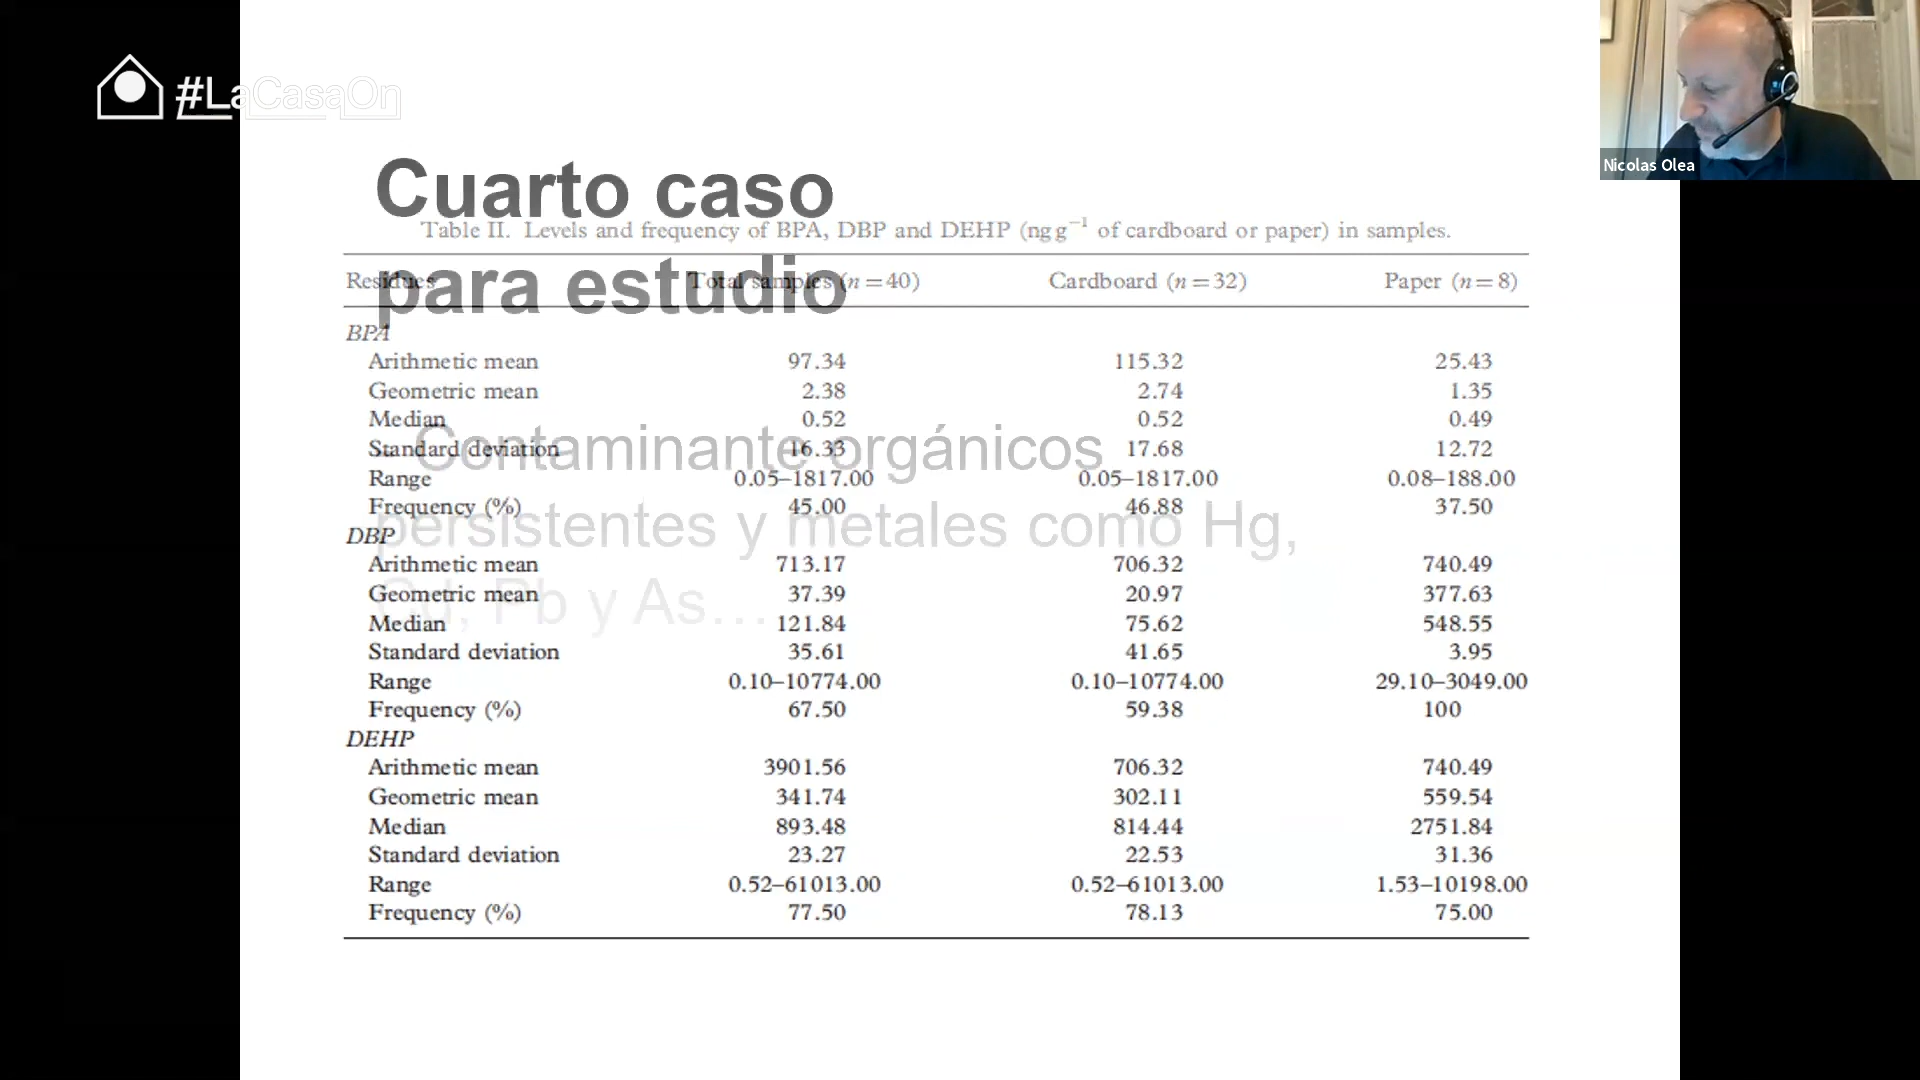 #LaCasaOn
Nicolas Olea
Cuarto caso
para estudio
Contaminante orgánicos
persistentes y metales como Hg,
Cd, Pb y As…
Table II. Levels and frequency of BPA, DBP and DEHP (ng g⁻¹ of cardboard or paper) in samples.
Residues Total samples (n = 40) Cardboard (n = 32) Paper (n = 8)
BPA
Arithmetic mean 97.34 115.32 25.43
Geometric mean 2.38 2.74 1.35
Median 0.52 0.52 0.49
Standard deviation 16.33 17.68 12.72
Range 0.05–1817.00 0.05–1817.00 0.08–188.00
Frequency (%) 45.00 46.88 37.50
DBP
Arithmetic mean 713.17 706.32 740.49
Geometric mean 37.39 20.97 377.63
Median 121.84 75.62 548.55
Standard deviation 35.61 41.65 3.95
Range 0.10–10774.00 0.10–10774.00 29.10–3049.00
Frequency (%) 67.50 59.38 100
DEHP
Arithmetic mean 3901.56 706.32 740.49
Geometric mean 341.74 302.11 559.54
Median 893.48 814.44 2751.84
Standard deviation 23.27 22.53 31.36
Range 0.52–61013.00 0.52–61013.00 1.53–10198.00
Frequency (%) 77.50 78.13 75.00